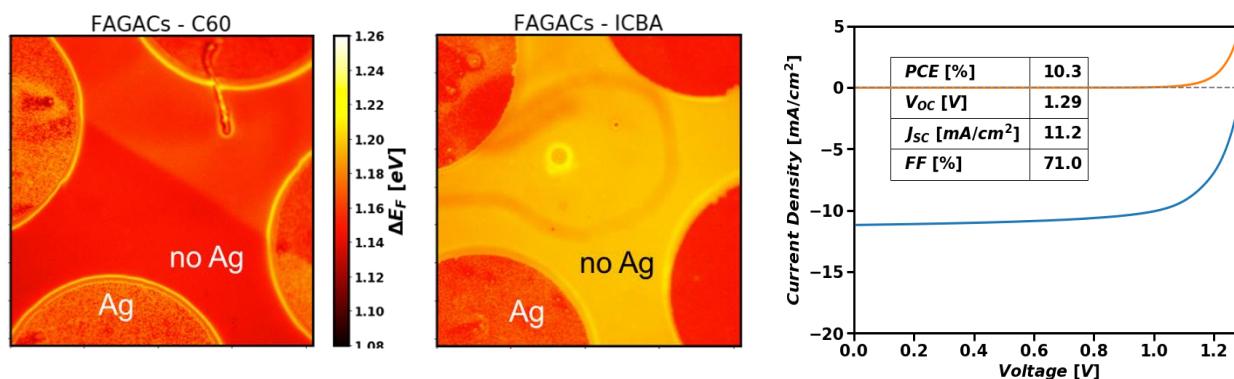 FAGACs - C60
no Ag
Ag
1.26
1.24
1.22
1.20
1.18
1.16
1.14
1.12
1.10
1.08
ΔE_F [eV]
FAGACs - ICBA
no Ag
Ag
5
0
−5
−10
−15
−20
Current Density [mA/cm²]
PCE [%] 10.3
V_OC [V] 1.29
J_SC [mA/cm²] 11.2
FF [%] 71.0
0.0 0.2 0.4 0.6 0.8 1.0 1.2
Voltage [V]